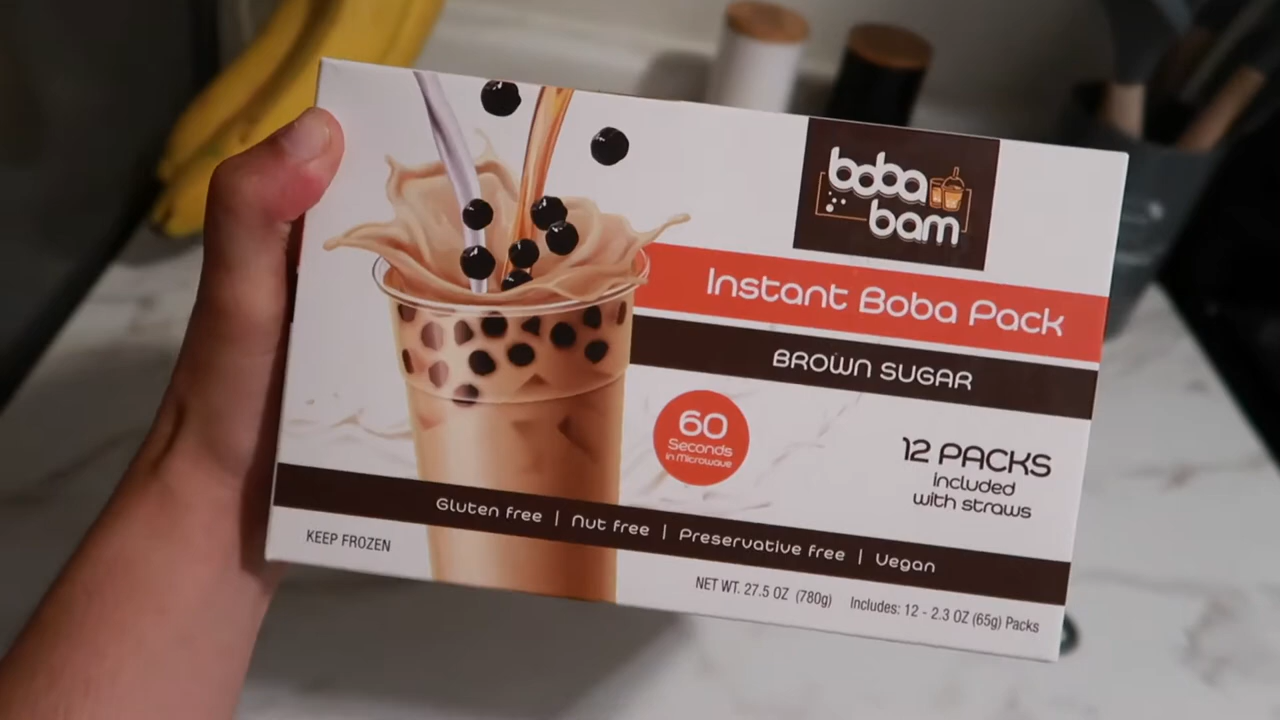 boba
bam
Instant Boba Pack
BROWN SUGAR
60
Seconds
in Microwave
12 PACKS
included
with straws
Gluten free | Nut free | Preservative free | Vegan
KEEP FROZEN
NET WT. 27.5 OZ (780g) Includes: 12 - 2.3 OZ (65g) Packs